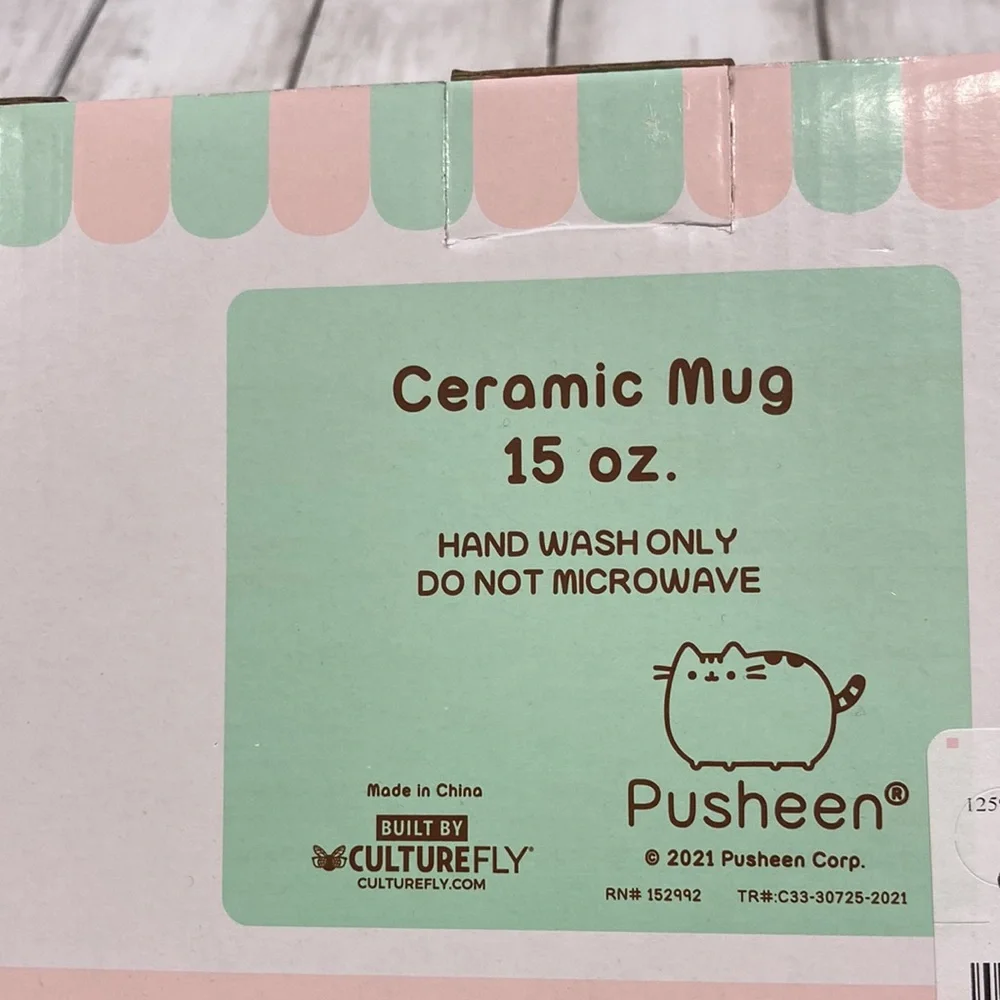 Ceramic Mug
15 oz.
HAND WASH ONLY
DO NOT MICROWAVE
Made in China
BUILT BY
CULTUREFLY®
CULTUREFLY.COM
Pusheen®
© 2021 Pusheen Corp.
RN# 152992 TR#:C33-30725-2021